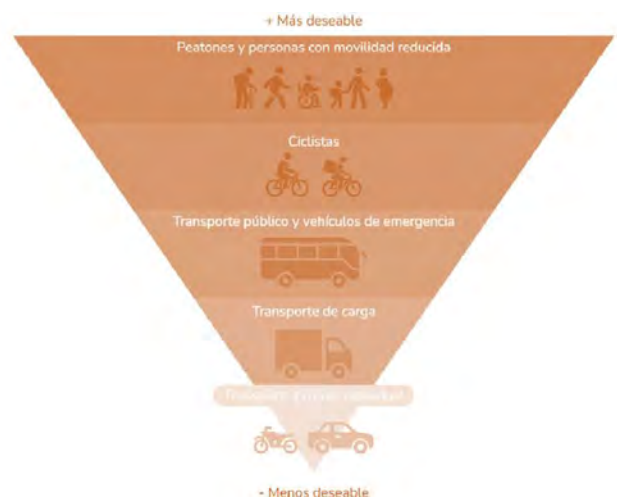 + Más deseable
Peatones y personas con movilidad reducida
Ciclistas
Transporte público y vehículos de emergencia
Transporte de carga
- Menos deseable